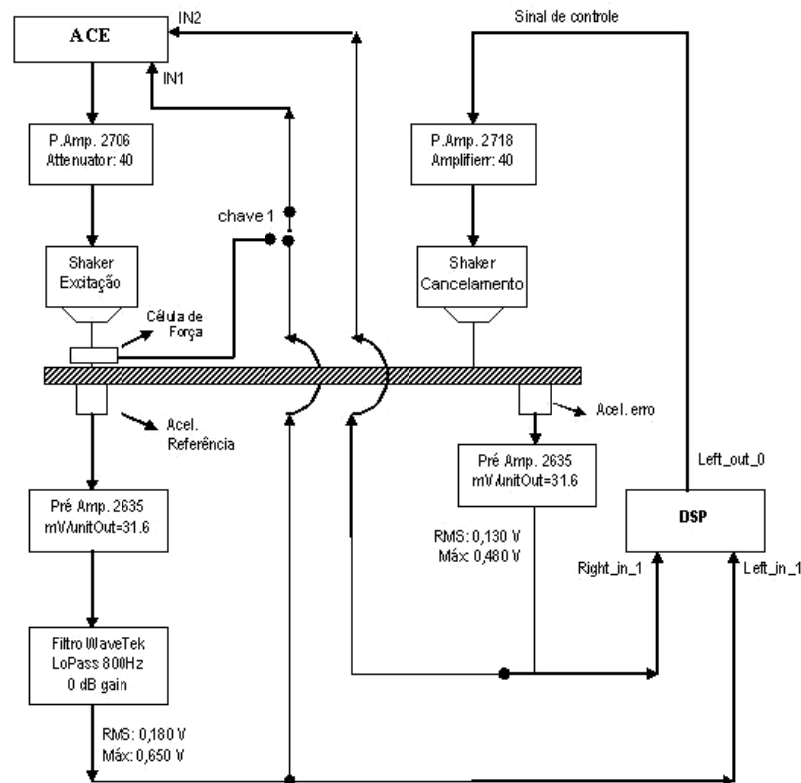 IN2
ACE
IN1
Sinal de controle
P.Amp. 2706
Attenuator: 40
P.Amp. 2718
Amplifierr: 40
chave 1
Shaker
Excitação
Shaker
Cancelamento
Célula de
Força
Acel.
Referência
Acel. erro
Pré Amp. 2635
mV/unitOut=31.6
Pré Amp. 2635
mV/unitOut=31.6
Left_out_0
DSP
RMS: 0,130 V
Máx: 0,480 V
Right_in_1
Left_in_1
Filtro WaveTek
LoPass 800Hz
0 dB gain
RMS: 0,180 V
Máx: 0,650 V